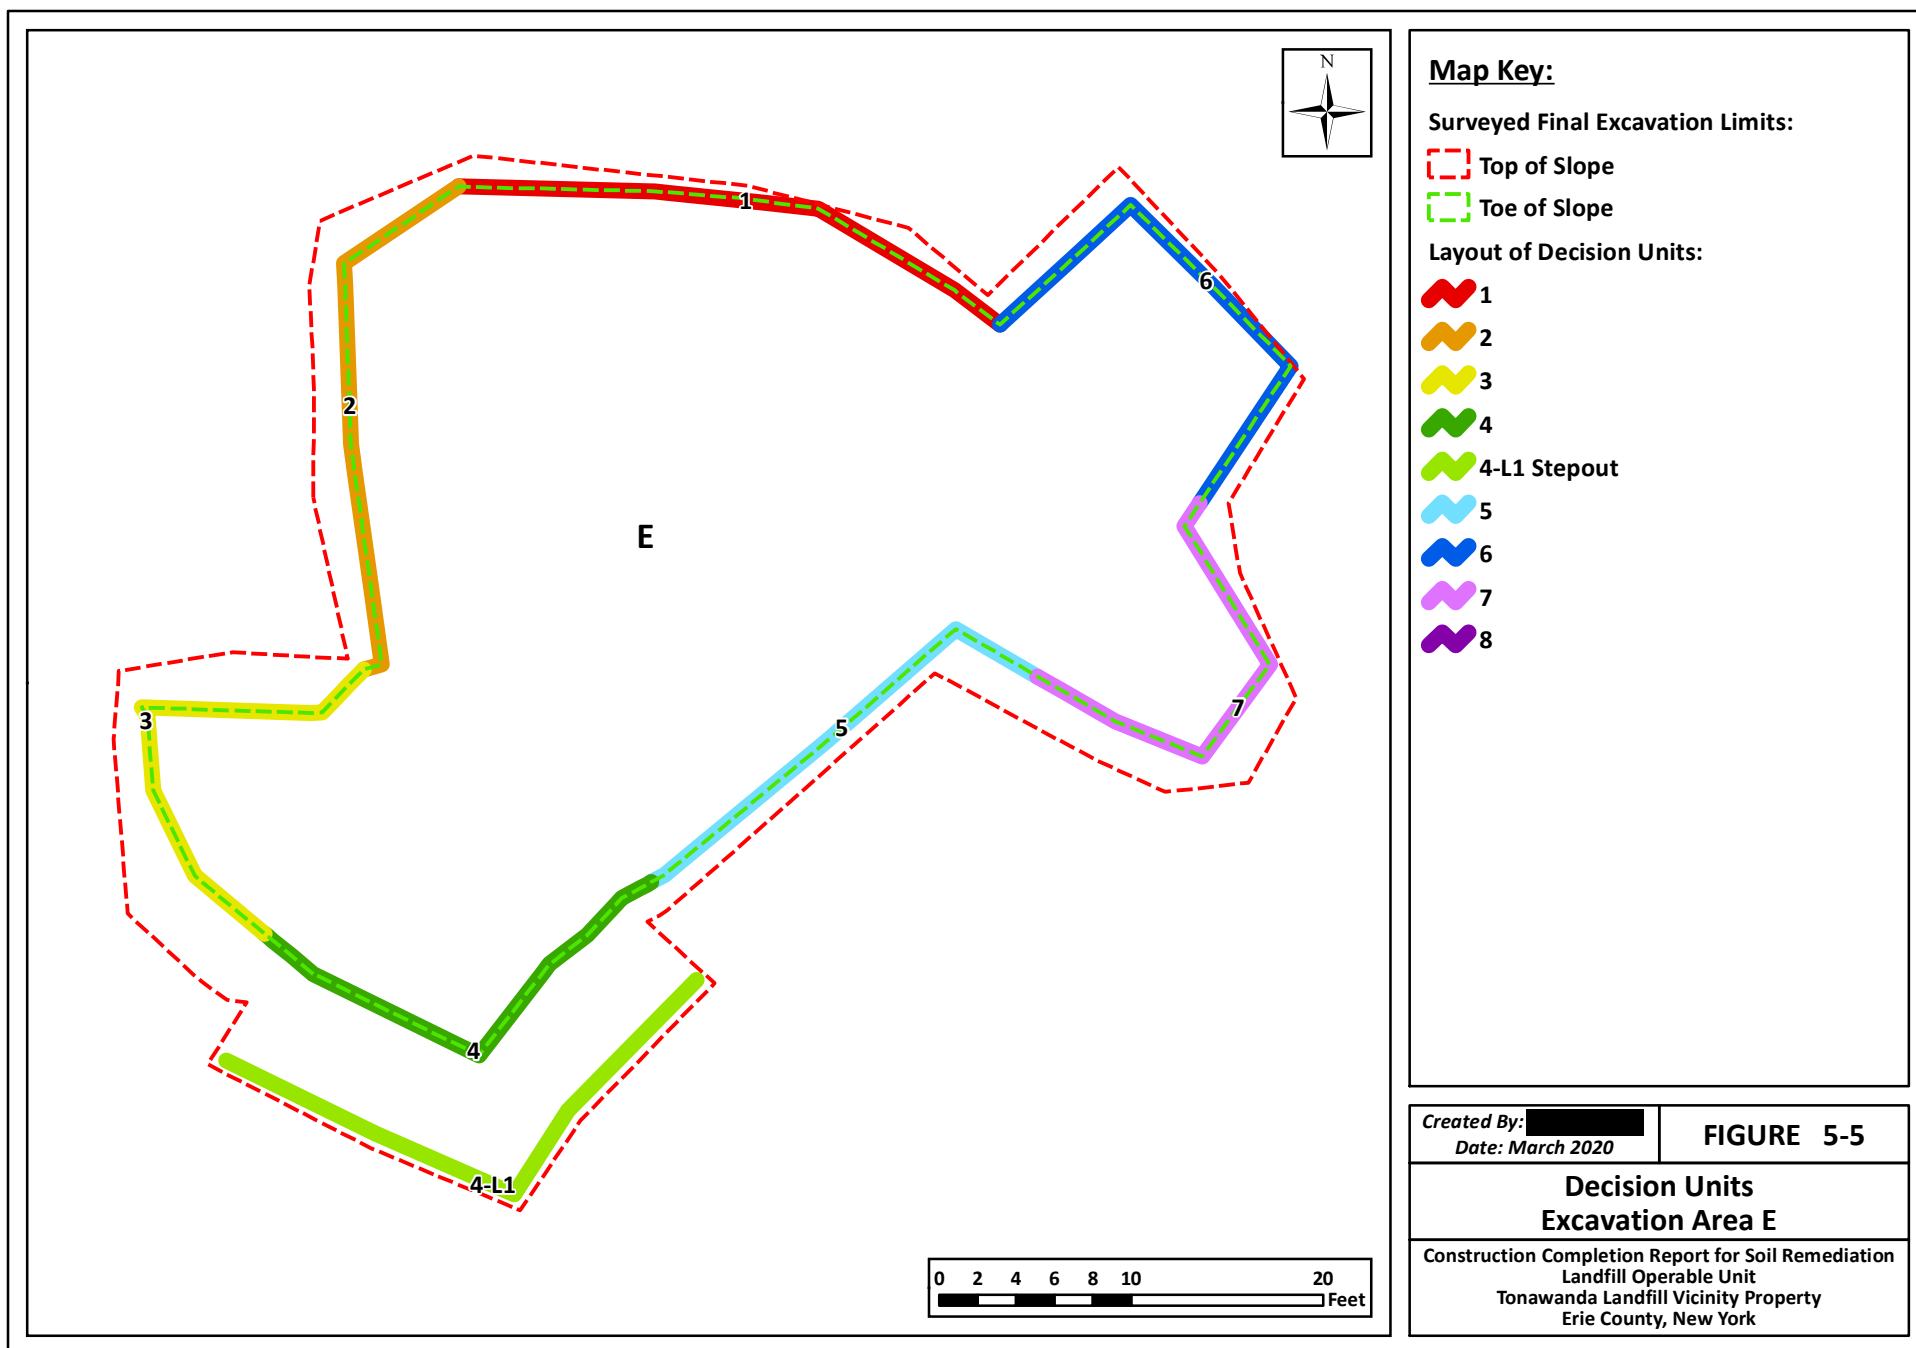 N
1
6
2
E
3
5
7
4
4-L1
0 2 4 6 8 10 20
Feet
Map Key:
Surveyed Final Excavation Limits:
Top of Slope
Toe of Slope
Layout of Decision Units:
1
2
3
4
4-L1 Stepout
5
6
7
8
Created By:
Date: March 2020
FIGURE 5-5
Decision Units
Excavation Area E
Construction Completion Report for Soil Remediation
Landfill Operable Unit
Tonawanda Landfill Vicinity Property
Erie County, New York